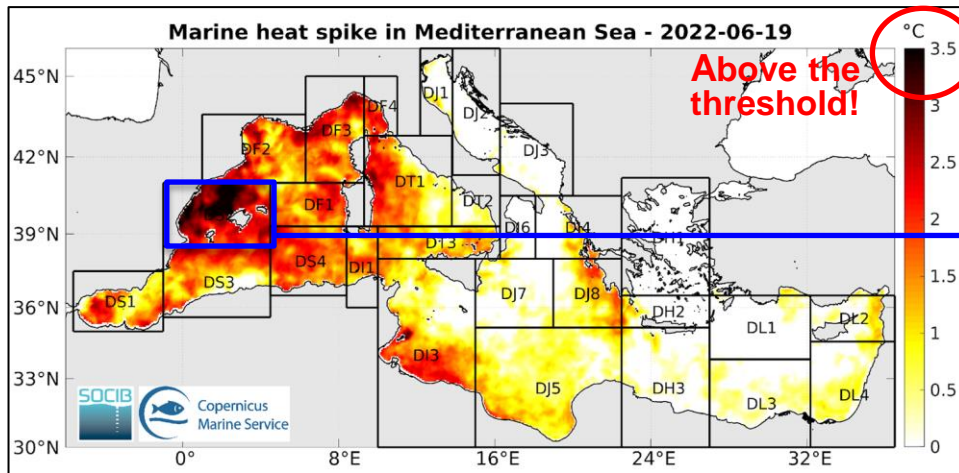 Marine heat spike in Mediterranean Sea - 2022-06-19
°C
Above the
threshold!
45°N
42°N
39°N
36°N
33°N
30°N
0
8°E
16°E
24°E
32°E
3.5
3
2.5
2
1.5
1
0.5
0
DJ1
DJ2
DJ3
DF4
DF3
DF2
DF1
DT1
DT2
DT3
DI6
DJ4
DS1
DS3
DS4
DI1
DI3
DJ7
DJ8
DJ5
DH2
DH3
DL1
DL2
DL3
DL4
SOCIB
Copernicus
Marine Service